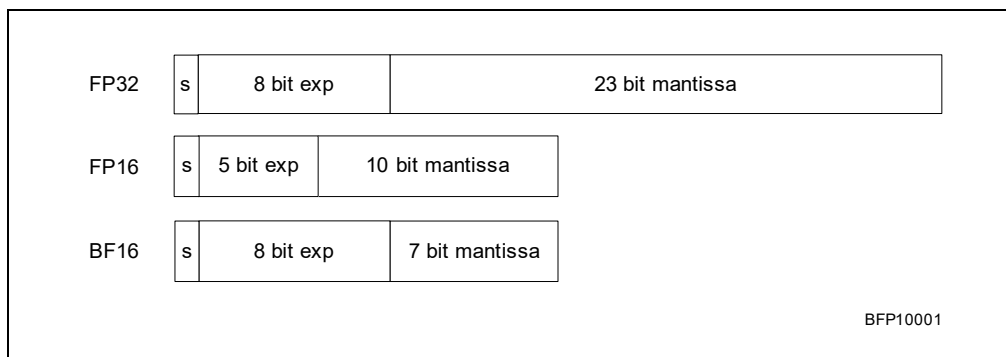 FP32 s 8 bit exp 23 bit mantissa
FP16 s 5 bit exp 10 bit mantissa
BF16 s 8 bit exp 7 bit mantissa
BFP10001